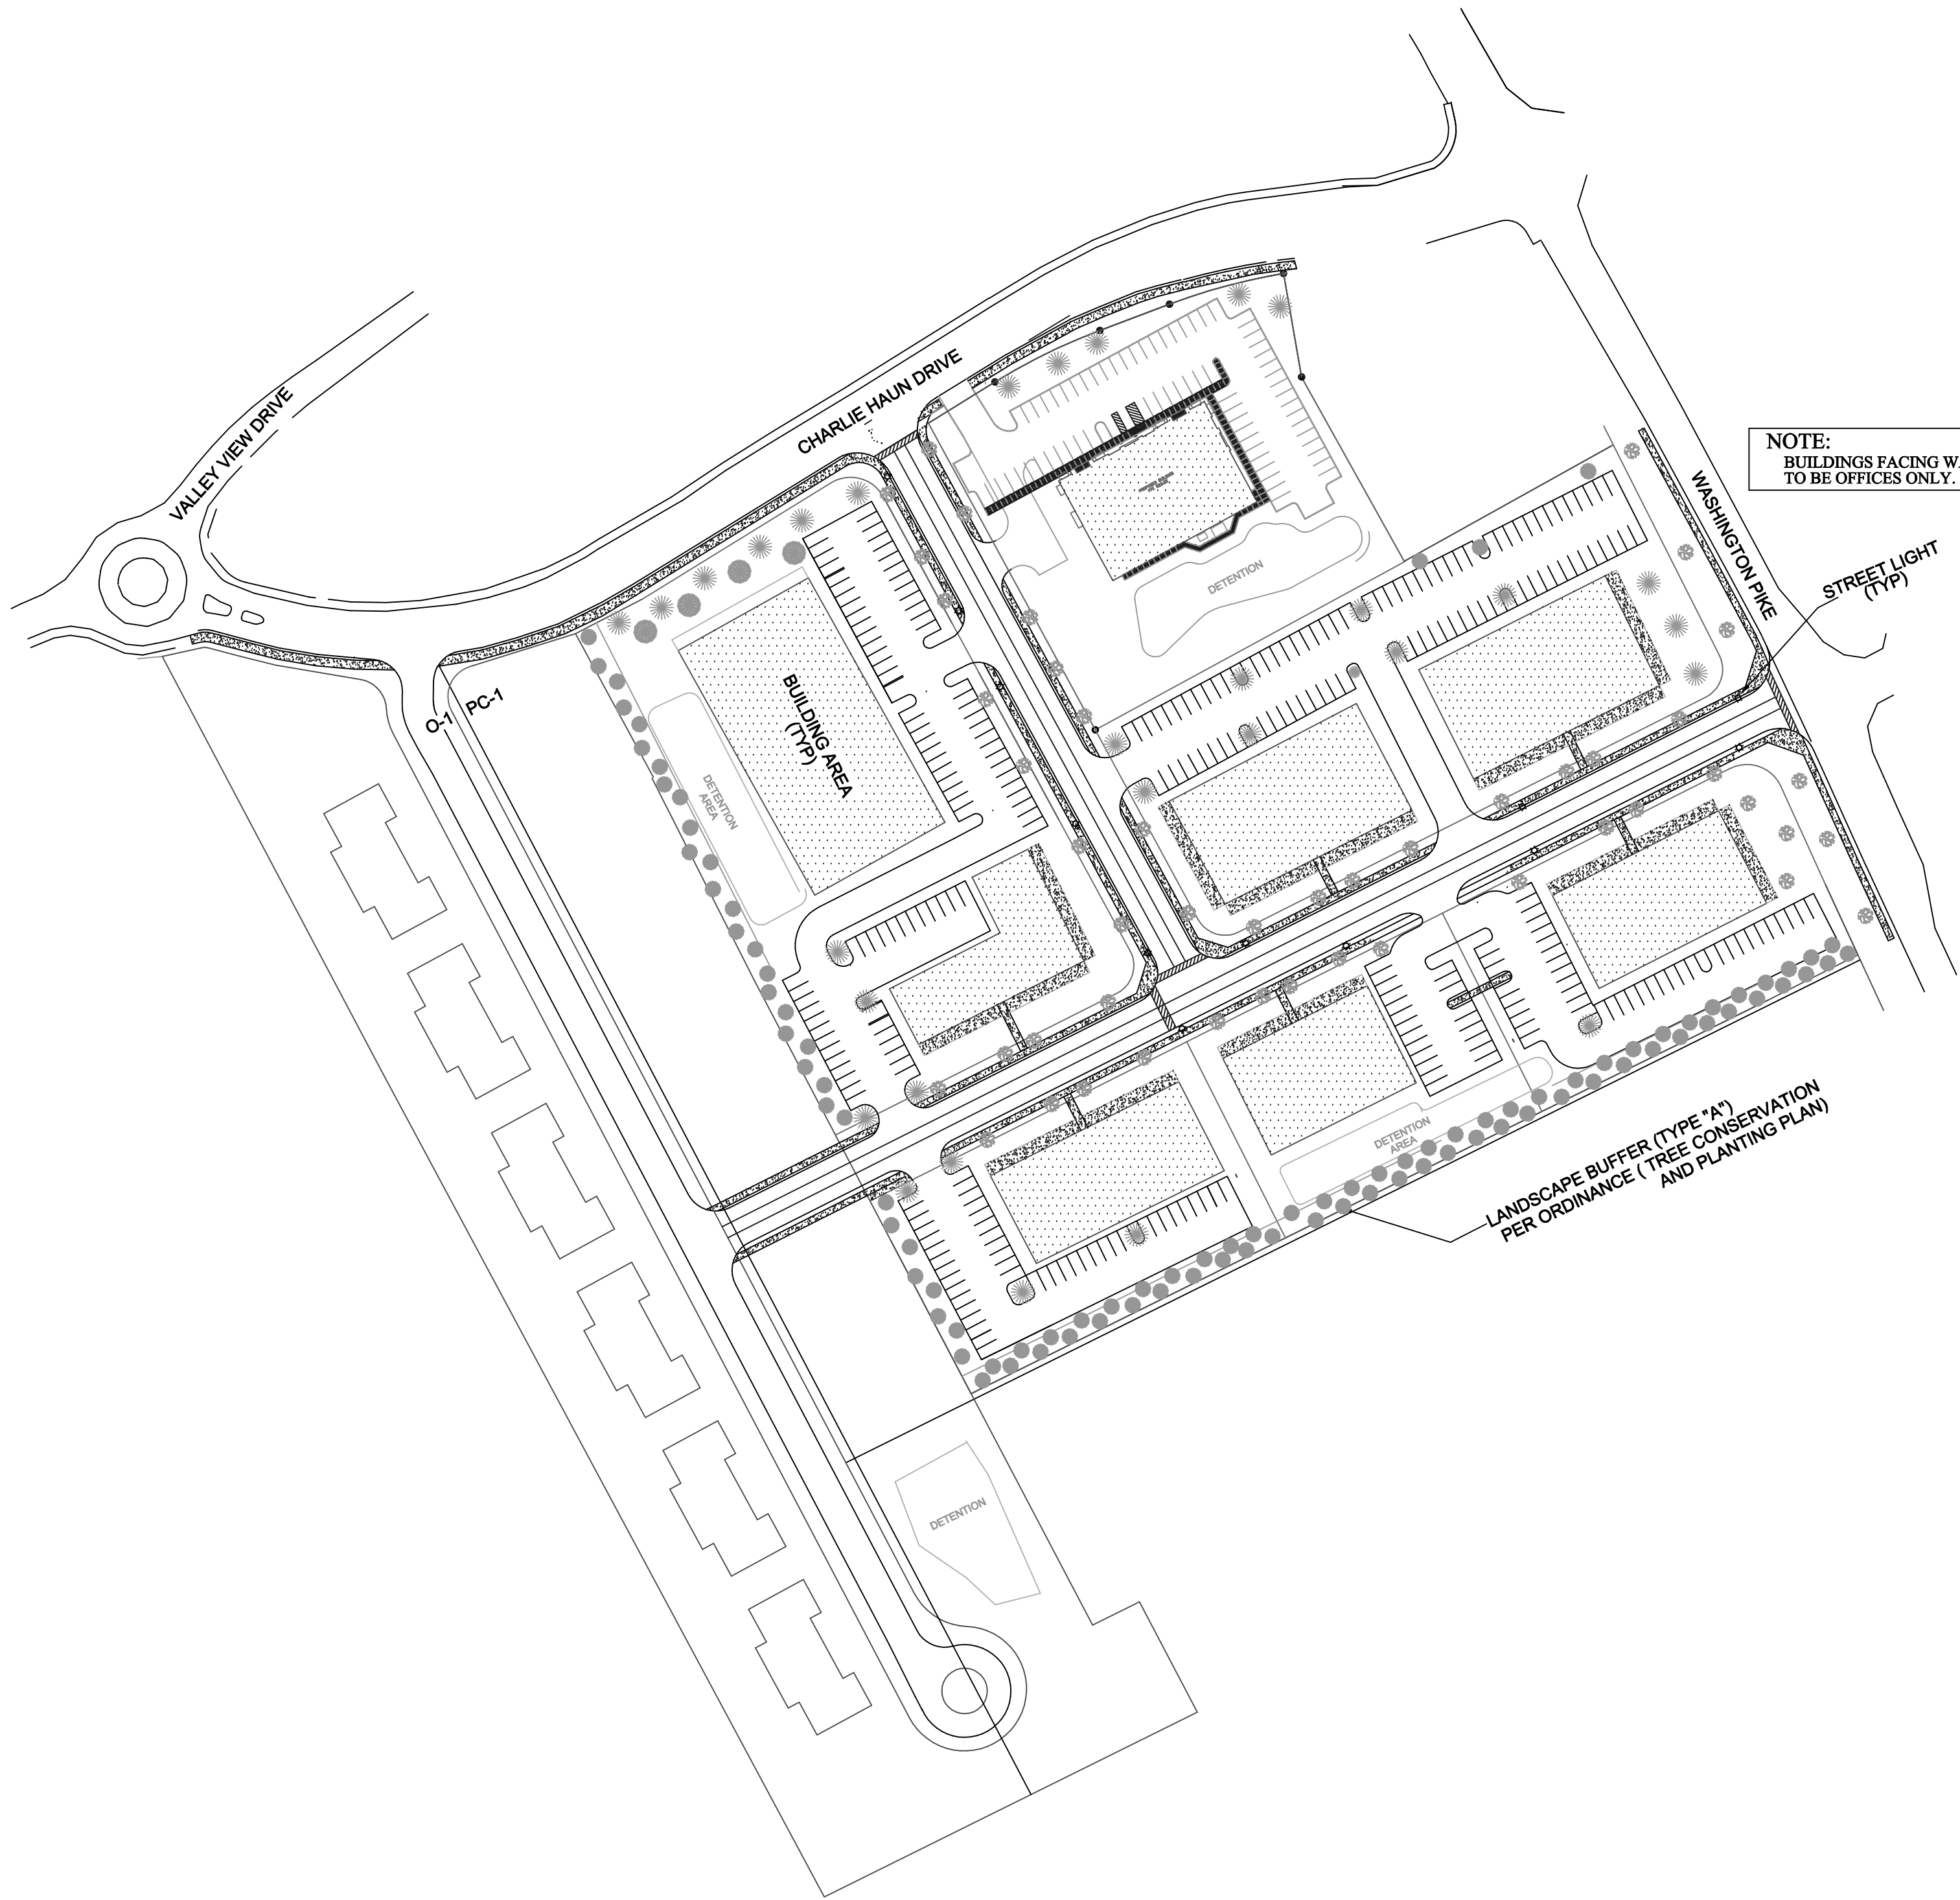 VALLEY VIEW DRIVE
CHARLIE HAUN DRIVE
NOTE:
BUILDINGS FACING
TO BE OFFICES ONLY.
WASHINGTON PIKE
STREET LIGHT
(TYP)
DETENTION
O-1
PC-1
BUILDING AREA
(TYP)
DETENTION
AREA
DETENTION
AREA
LANDSCAPE BUFFER (TYPE "A")
PER ORDINANCE ( TREE CONSERVATION
AND PLANTING PLAN)
DETENTION